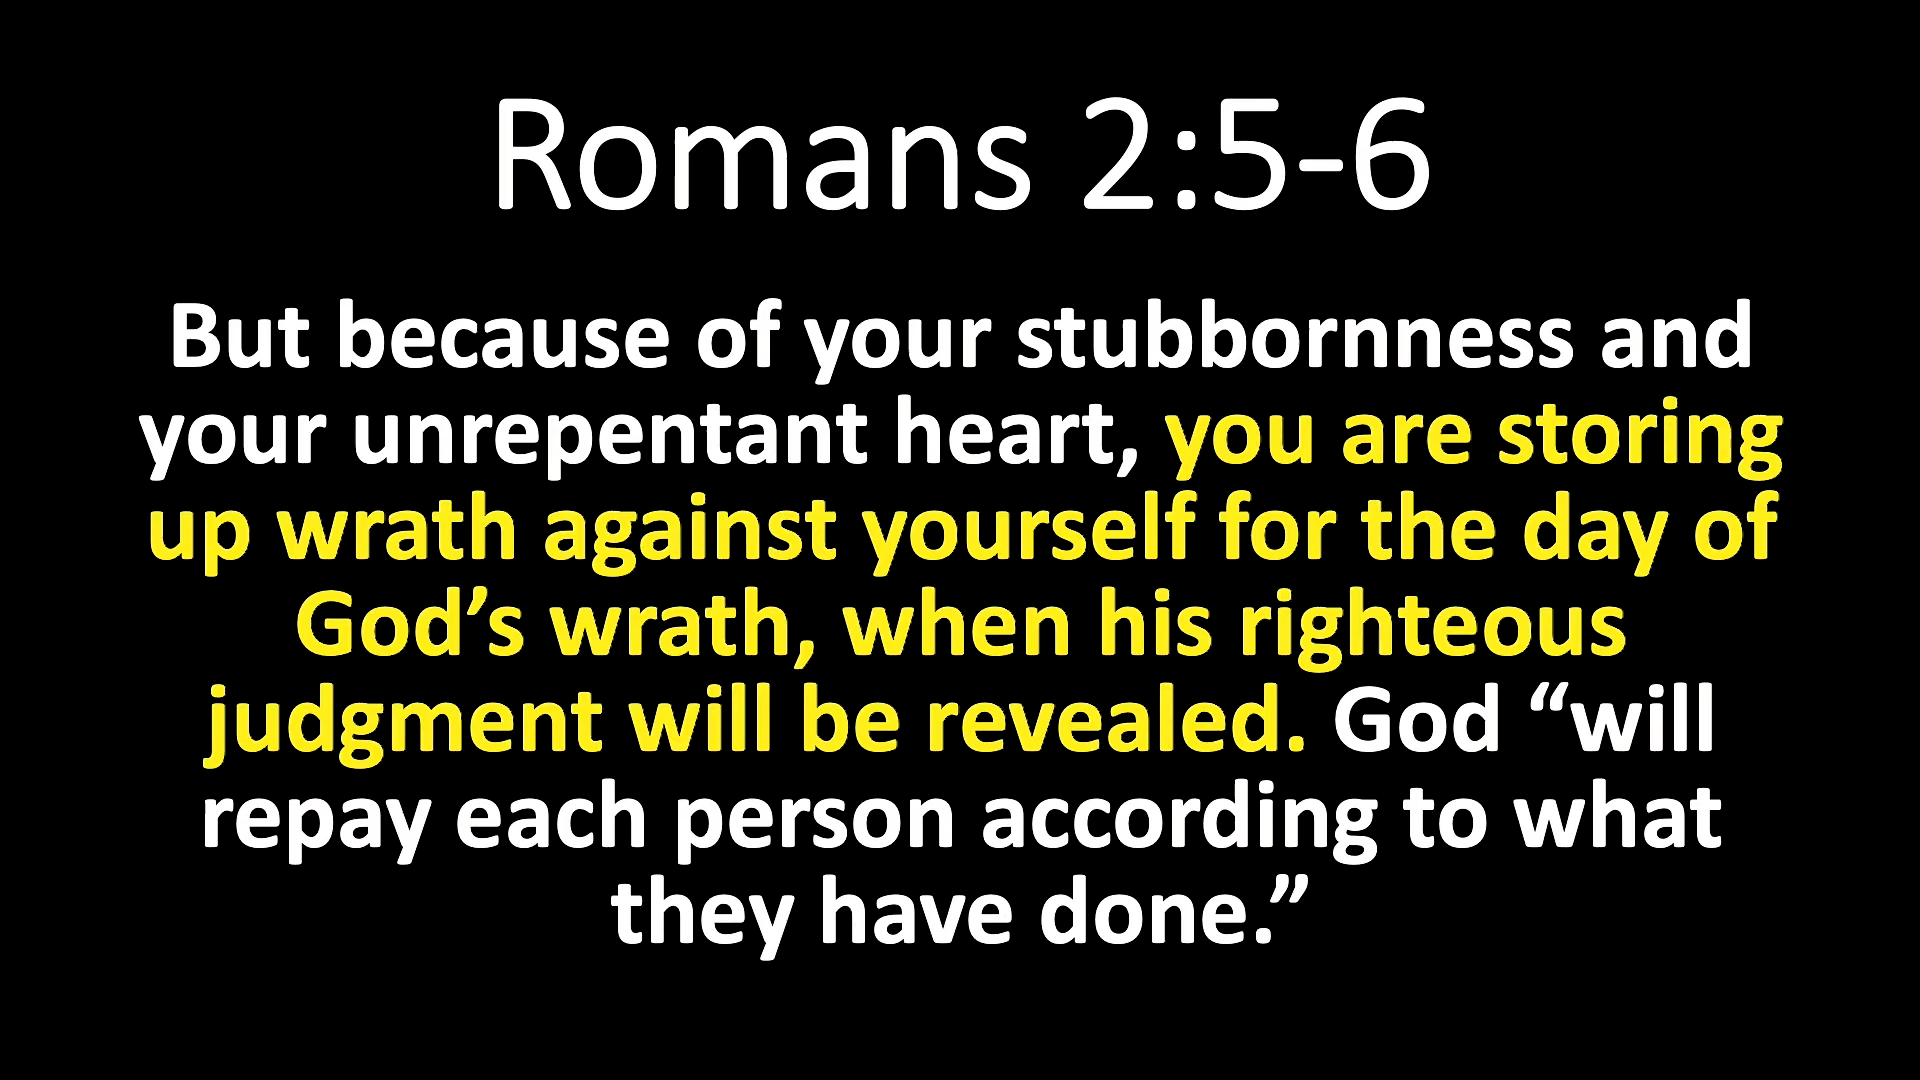 Romans 2:5-6
But because of your stubbornness and
your unrepentant heart, you are storing
up wrath against yourself for the day of
God’s wrath, when his righteous
judgment will be revealed. God “will
repay each person according to what
they have done.”